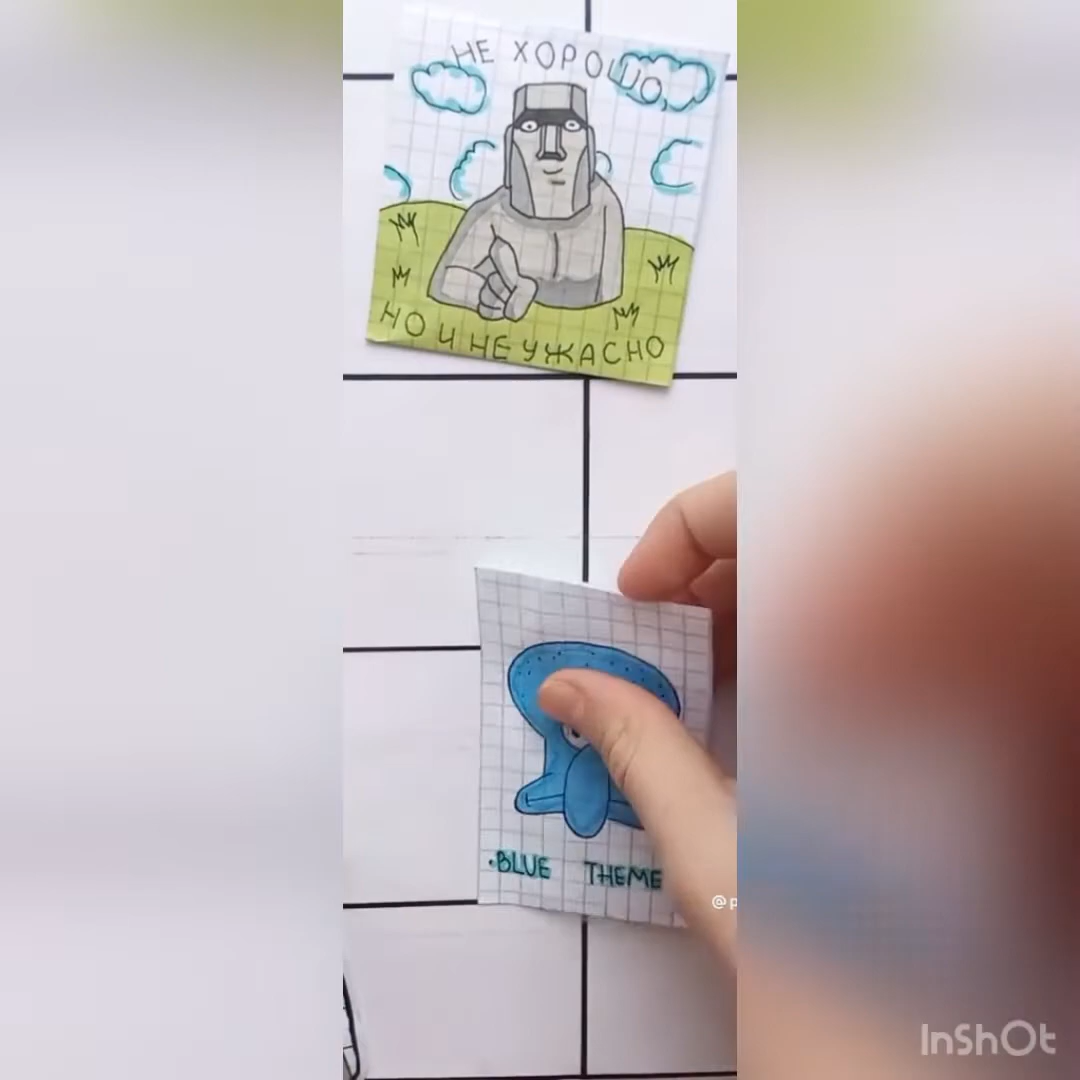 НЕ ХОРОШО,
НО И НЕ УЖАСНО
•BLUE THEME
@p
InShOt